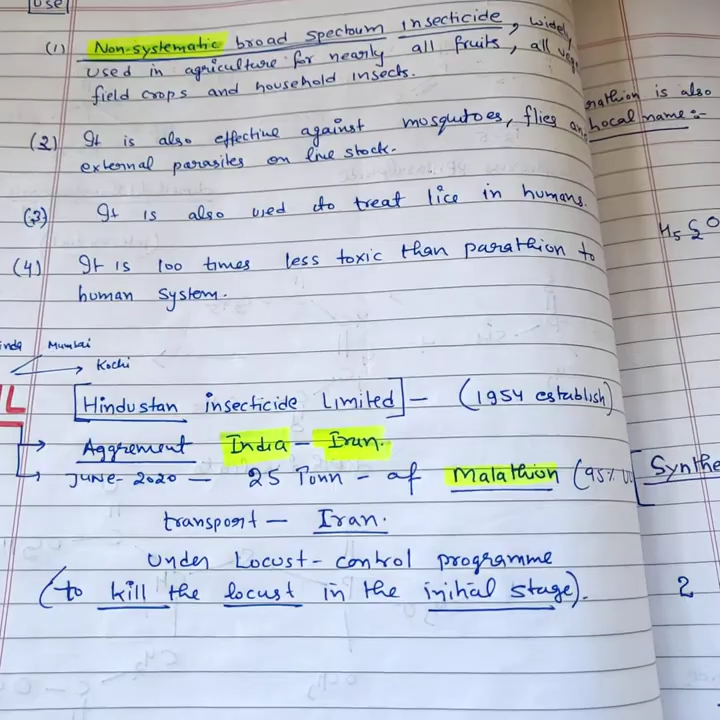 Use
(1) Non-systematic broad spectrum insecticide, widely
used in agriculture for nearly all fruits, all
field crops and household insects.
(2) It is also effective against mosqutoes, flies
external parasites on live stock.
(3) It is also used to treat lice in humans.
(4) It is 100 times less toxic than parathion to
human system.
Mumbai
Kochi
IL
[Hindustan insecticide Limited] – (1954 establish)
Aggrement India – Iran.
JUNE-2020 – 25 Tonn – of Malathion (95%
transport – Iran.
Under Locust-control programme
(to kill the locust in the initial stage).
rathion is also
Local name:-
H5C2O
Synthe
2